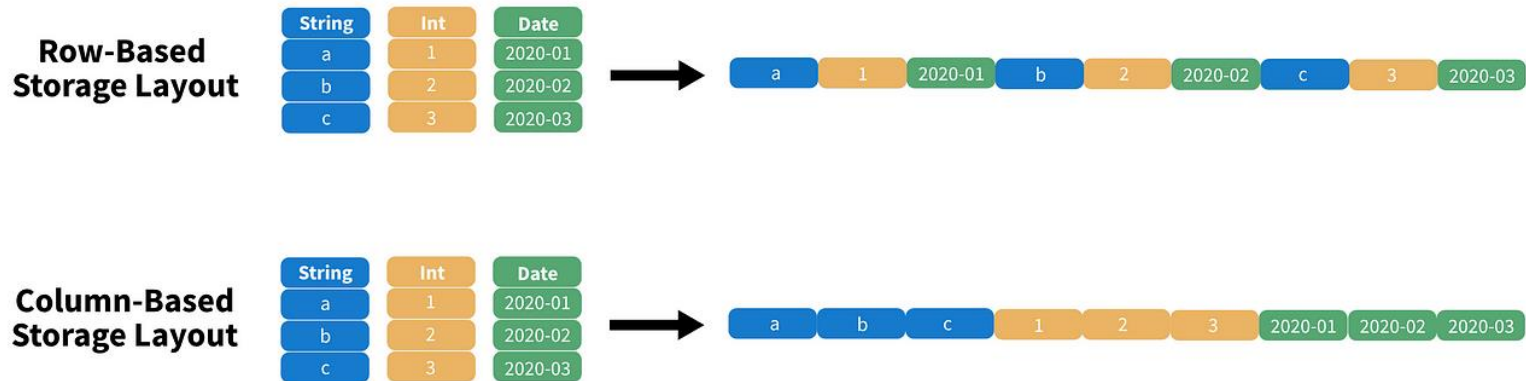 Row-Based
Storage Layout
String Int Date
a 1 2020-01
b 2 2020-02
c 3 2020-03
a 1 2020-01 b 2 2020-02 c 3 2020-03
Column-Based
Storage Layout
String Int Date
a 1 2020-01
b 2 2020-02
c 3 2020-03
a b c 1 2 3 2020-01 2020-02 2020-03